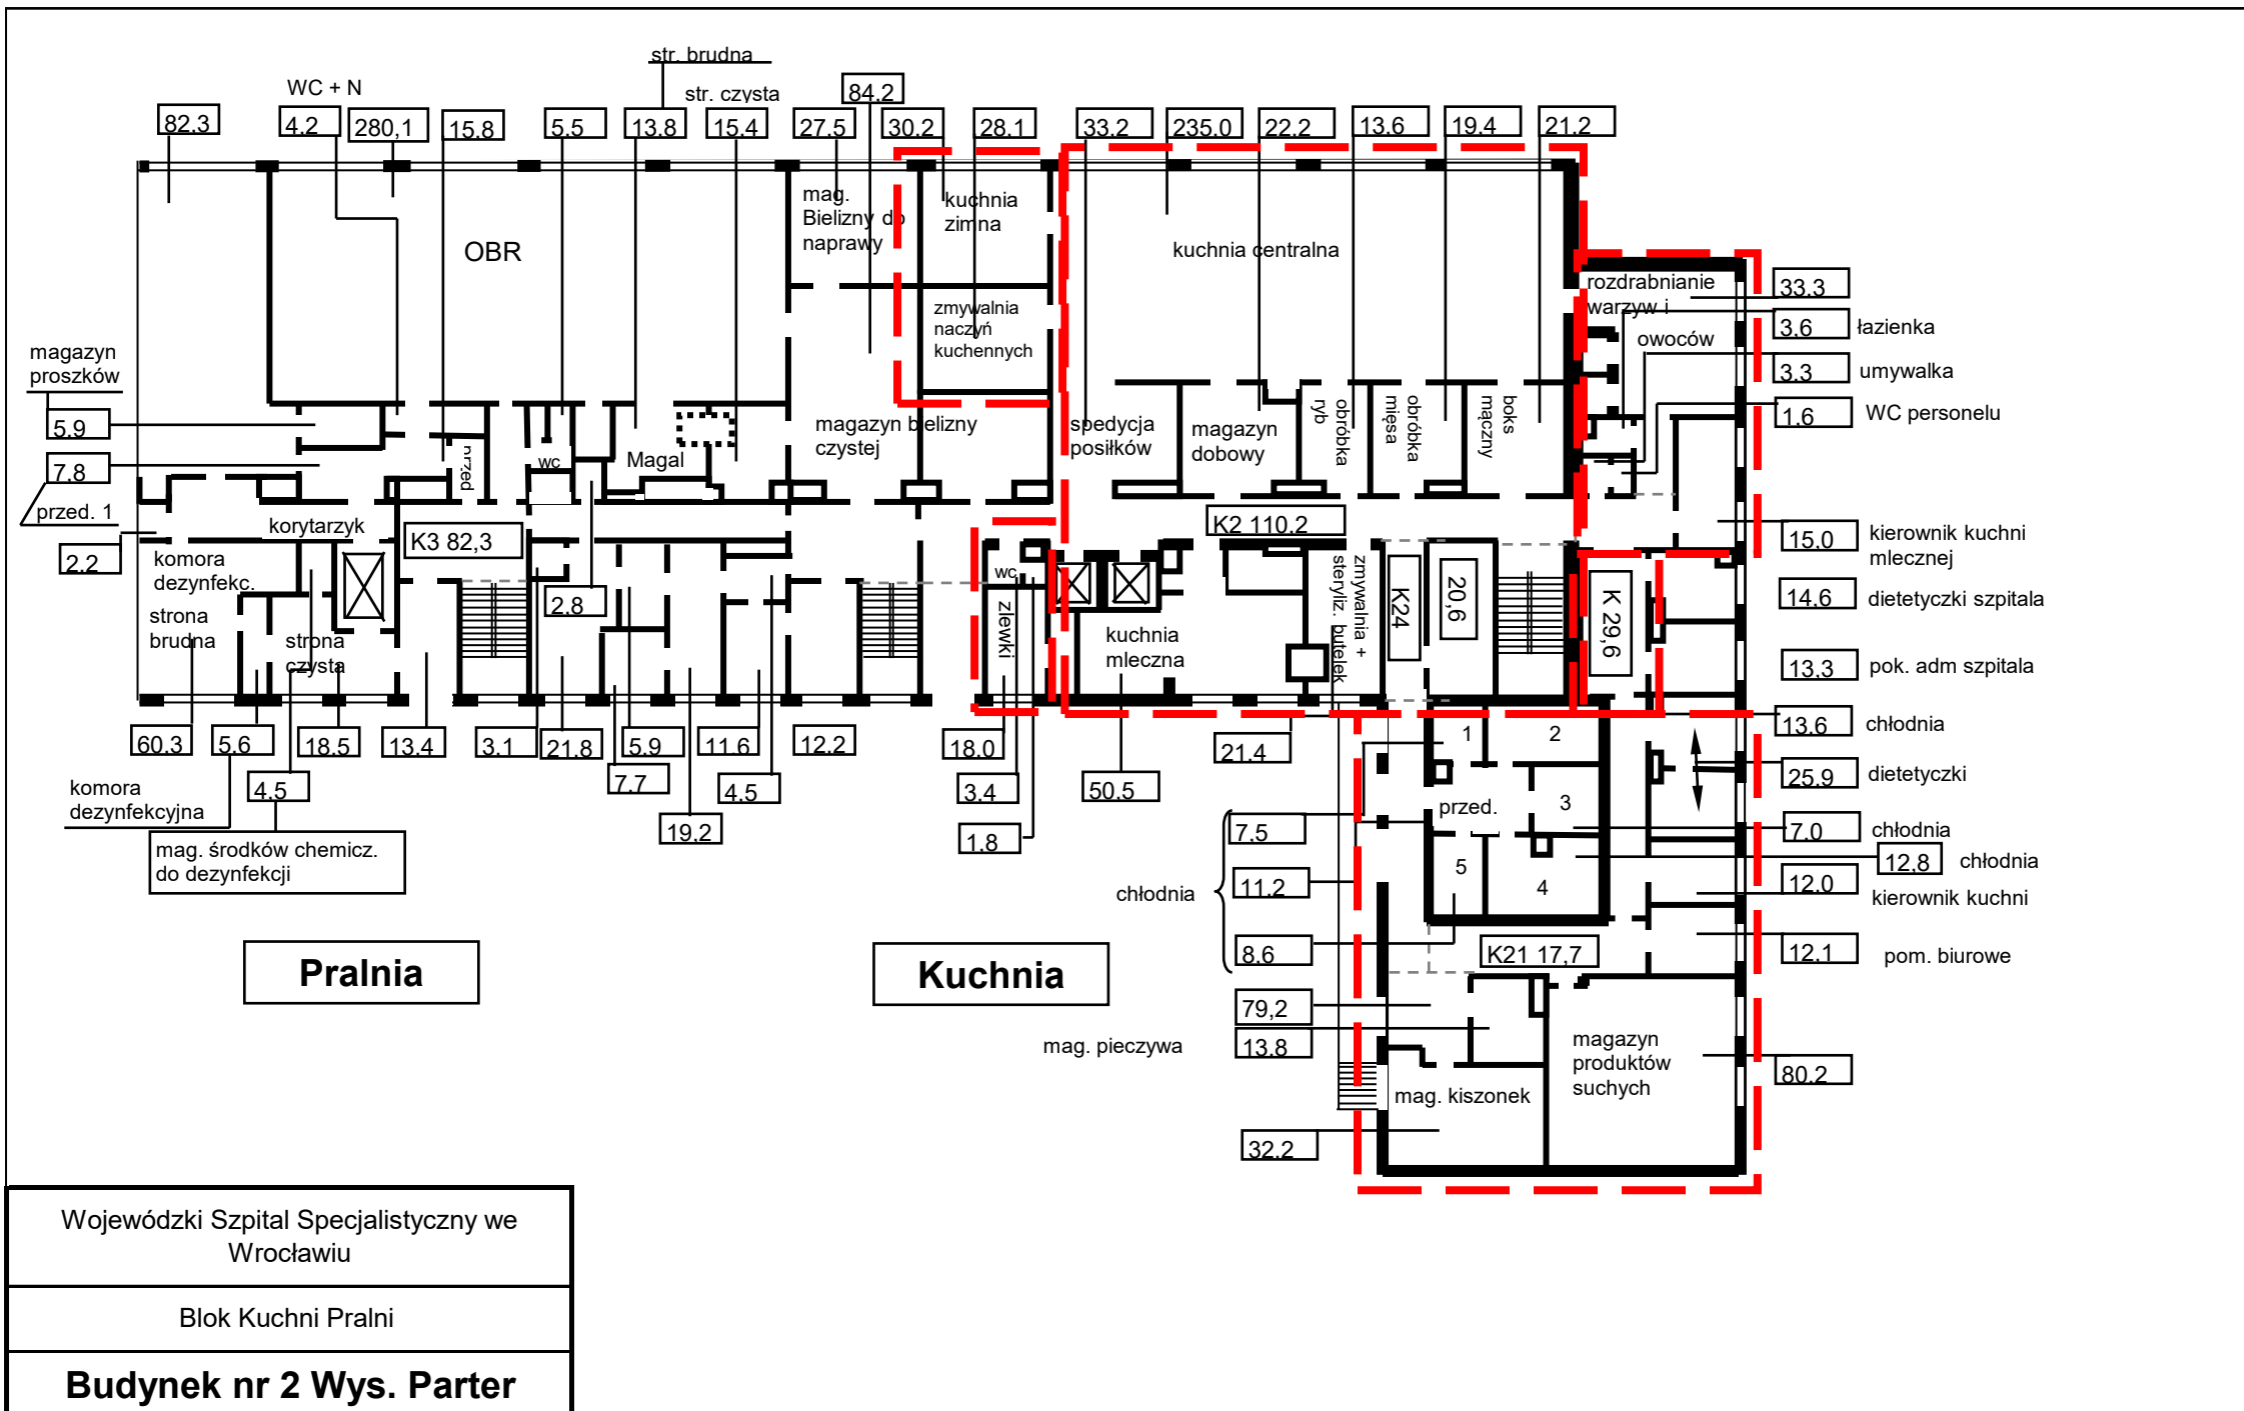 str. brudna
WC + N
str. czysta
84.2
82.3
4.2
280,1
15.8
5.5
13.8
15.4
27.5
30.2
28.1
33.2
235.0
22.2
13.6
19.4
21.2
mag.
Bielizny do
naprawy
kuchnia
zimna
OBR
kuchnia centralna
rozdrabnianie
warzyw i
owoców
33.3
3,6 łazienka
3.3 umywalka
1.6 WC personelu
zmywalnia
naczyń
kuchennych
magazyn
proszków
5.9
7.8
przed. 1
2.2
magazyn bielizny
czystej
spedycja
posiłków
magazyn
dobowy
obróbka
ryb
obróbka
mięsa
boks
mączny
przed
wc
Magal
korytarzyk
K3 82,3
K2 110,2
15.0 kierownik kuchni
mlecznej
14.6 dietetyczki szpitala
13,3 pok. adm szpitala
13.6 chłodnia
25.9 dietetyczki
7.0 chłodnia
12,8 chłodnia
12.0 kierownik kuchni
12,1 pom. biurowe
komora
dezynfekc.
strona
brudna
strona
czysta
2.8
wc
zlewki
kuchnia
mleczna
zmywalnia +
steryliz. butelek
K24
20,6
K 29,6
60.3
5.6
18.5
13.4
3.1
21.8
5.9
11.6
12.2
18.0
21.4
4.5
7.7
4.5
3.4
50.5
19,2
1.8
komora
dezynfekcyjna
mag. środków chemicz.
do dezynfekcji
1
2
3
przed.
5
4
7.5
chłodnia
11.2
8.6
K21 17,7
79,2
mag. pieczywa
13.8
magazyn
produktów
suchych
80.2
mag. kiszonek
32.2
Pralnia
Kuchnia
Wojewódzki Szpital Specjalistyczny we
Wrocławiu
Blok Kuchni Pralni
Budynek nr 2 Wys. Parter